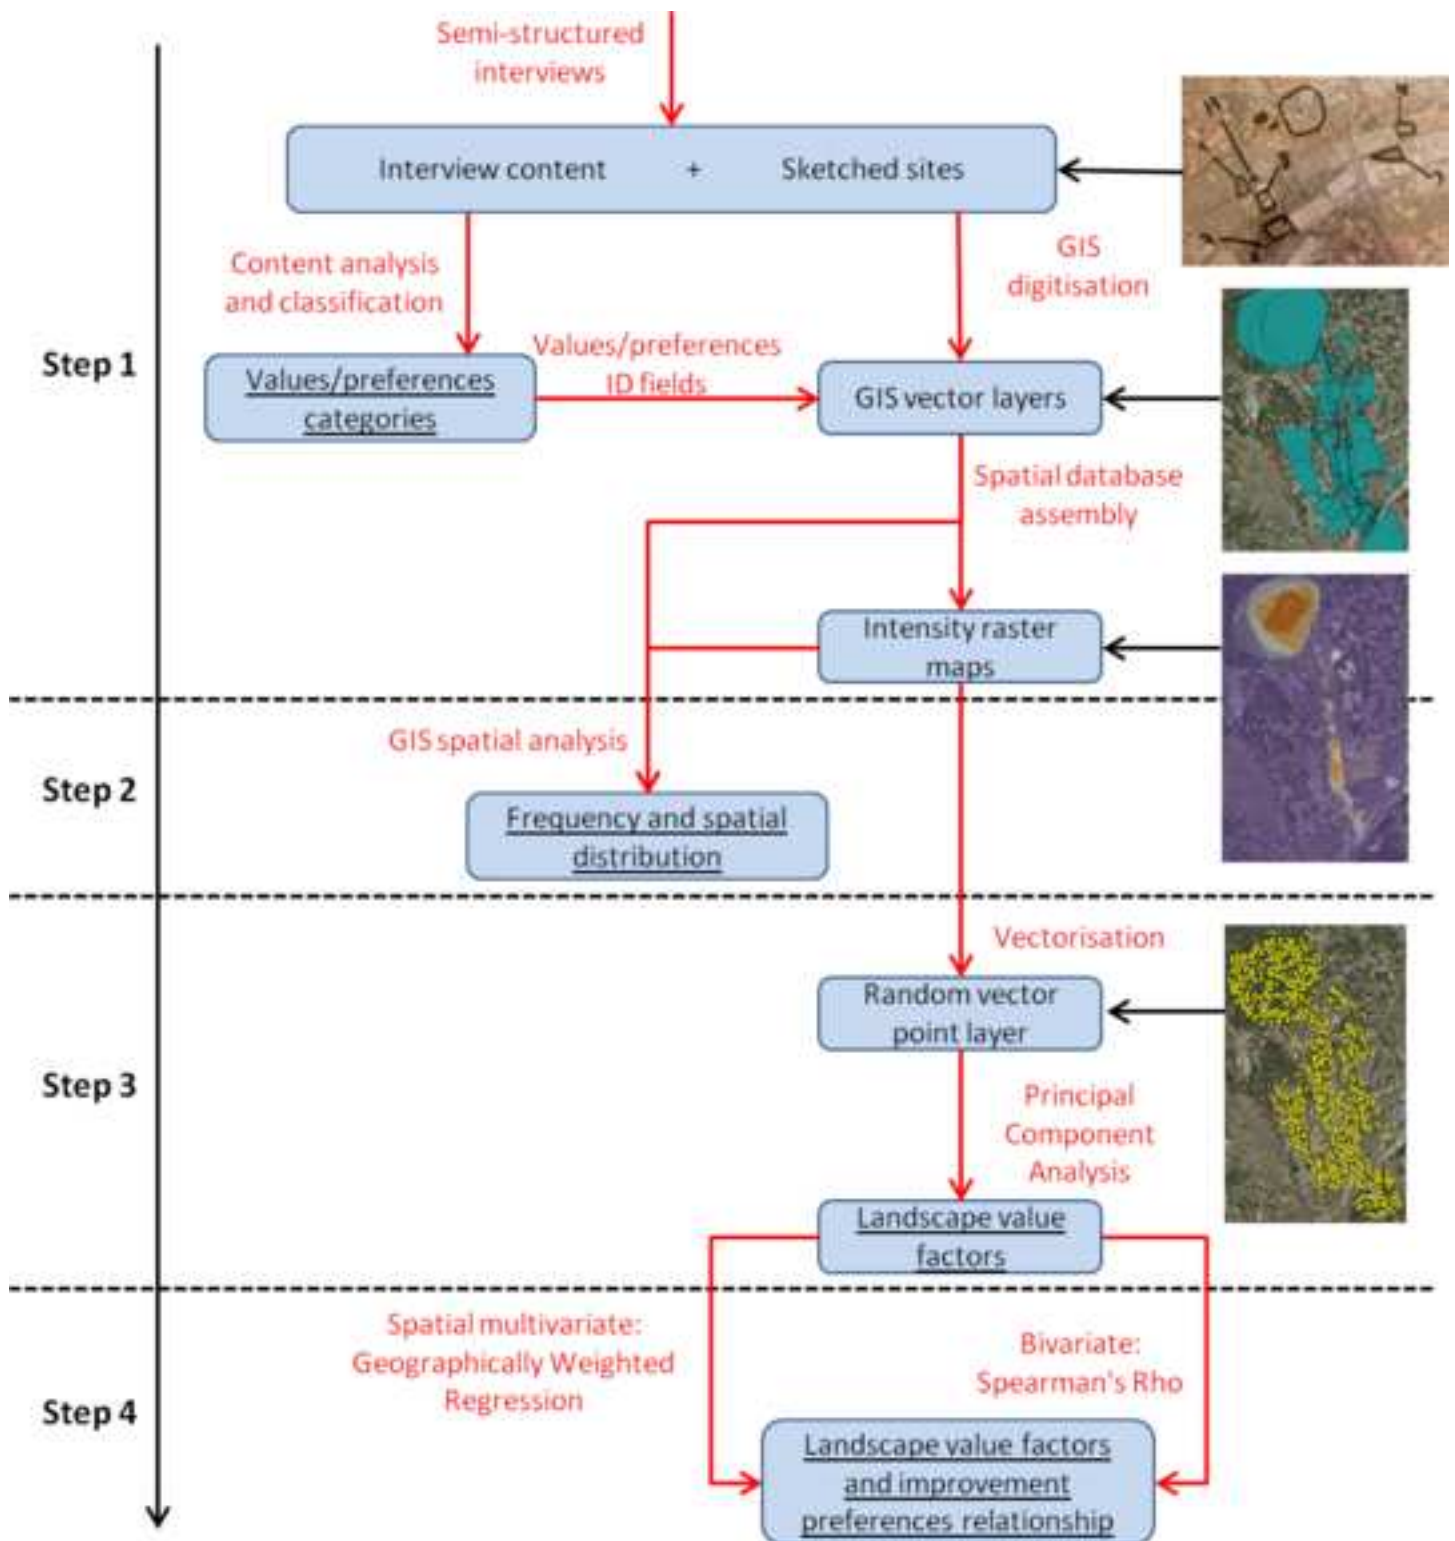 Semi-structured
interviews
Interview content + Sketched sites
Content analysis
and classification
GIS
digitisation
Step 1
Values/preferences
categories
Values/preferences
ID fields
GIS vector layers
Spatial database
assembly
Intensity raster
maps
Step 2
GIS spatial analysis
Frequency and spatial
distribution
Vectorisation
Random vector
point layer
Step 3
Principal
Component
Analysis
Landscape value
factors
Step 4
Spatial multivariate:
Geographically Weighted
Regression
Bivariate:
Spearman's Rho
Landscape value factors
and improvement
preferences relationship